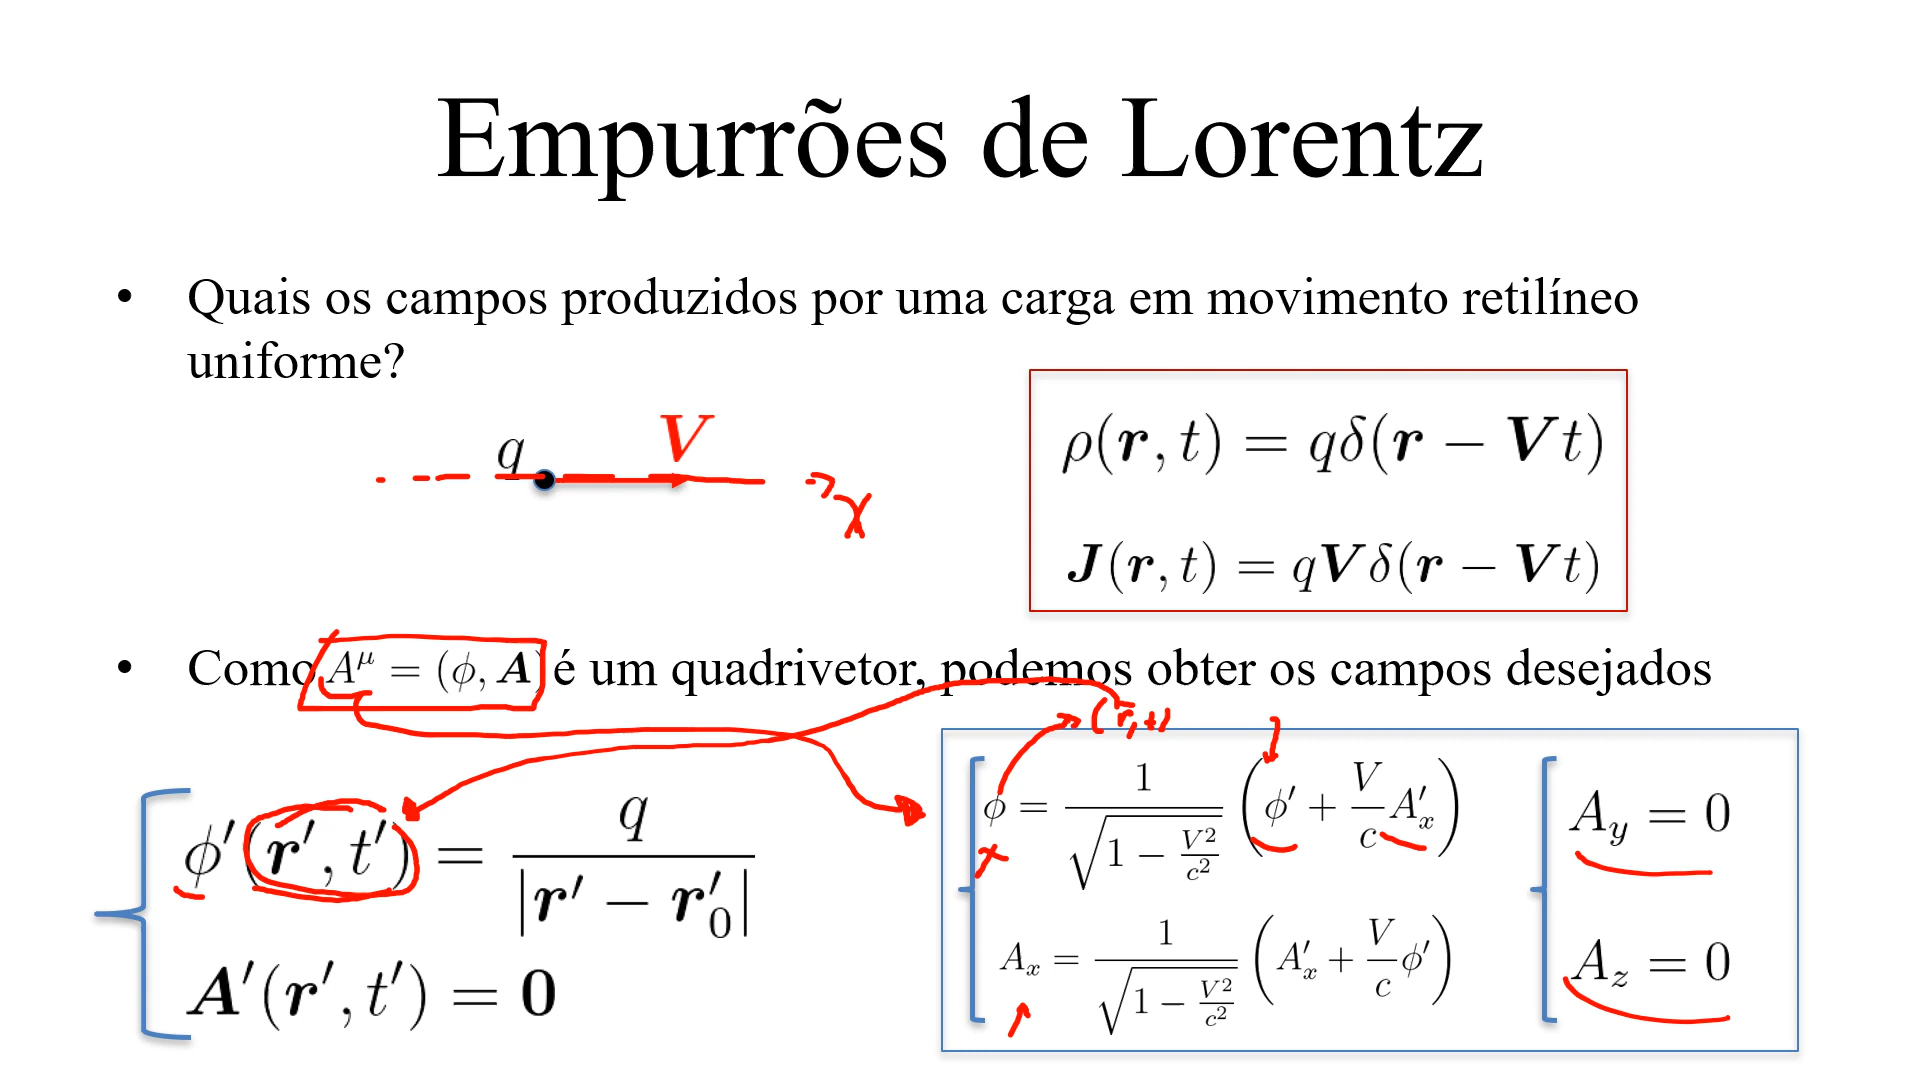 Empurrões de Lorentz
• Quais os campos produzidos por uma carga em movimento retilíneo
uniforme?
q V
x
ρ(r, t) = qδ(r − Vt)
J(r, t) = qVδ(r − Vt)
• Como A^μ = (ϕ, A) é um quadrivetor, podemos obter os campos desejados
(r, t)
ϕ′(r′, t′) = q / |r′ − r′₀|
A′(r′, t′) = 0
ϕ = 1 / √(1 − V²/c²) (ϕ′ + V/c A′ₓ)
Aₓ = 1 / √(1 − V²/c²) (A′ₓ + V/c ϕ′)
A_y = 0
A_z = 0